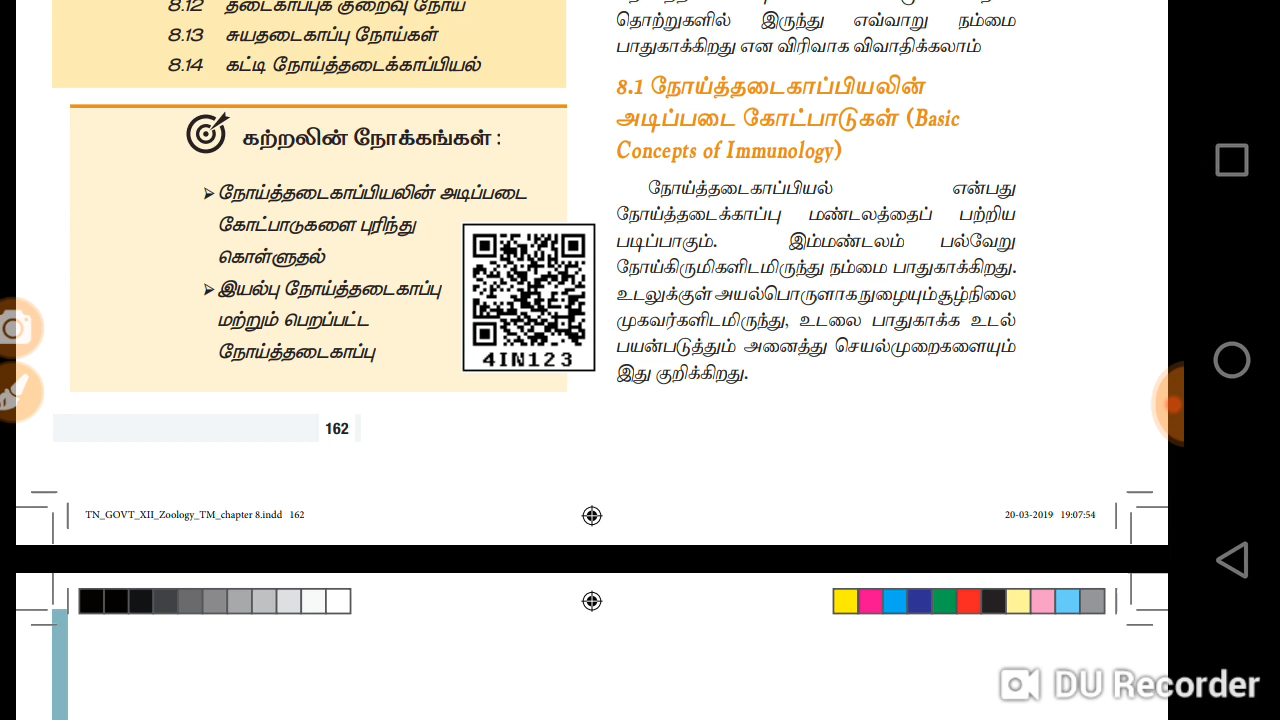 8.12 தடைகாப்புக் குறைவு நோய்
8.13 சுயதடைகாப்பு நோய்கள்
8.14 கட்டி நோய்த்தடைக்காப்பியல்
கற்றலின் நோக்கங்கள் :
➢ நோய்த்தடைகாப்பியலின் அடிப்படை
கோட்பாடுகளை புரிந்து
கொள்ளுதல்
➢ இயல்பு நோய்த்தடைகாப்பு
மற்றும் பெறப்பட்ட
நோய்த்தடைகாப்பு
4IN123
162
தொற்றுகளில் இருந்து எவ்வாறு நம்மை
பாதுகாக்கிறது என விரிவாக விவாதிக்கலாம்
8.1 நோய்த்தடைகாப்பியலின்
அடிப்படை கோட்பாடுகள் (Basic
Concepts of Immunology)
நோய்த்தடைகாப்பியல் என்பது
நோய்த்தடைக்காப்பு மண்டலத்தைப் பற்றிய
படிப்பாகும். இம்மண்டலம் பல்வேறு
நோய்கிருமிகளிடமிருந்து நம்மை பாதுகாக்கிறது.
உடலுக்குள் அயல்பொருளாக நுழையும் சூழ்நிலை
முகவர்களிடமிருந்து, உடலை பாதுகாக்க உடல்
பயன்படுத்தும் அனைத்து செயல்முறைகளையும்
இது குறிக்கிறது.
TN_GOVT_XII_Zoology_TM_chapter 8.indd 162
20-03-2019 19:07:54
DU Recorder